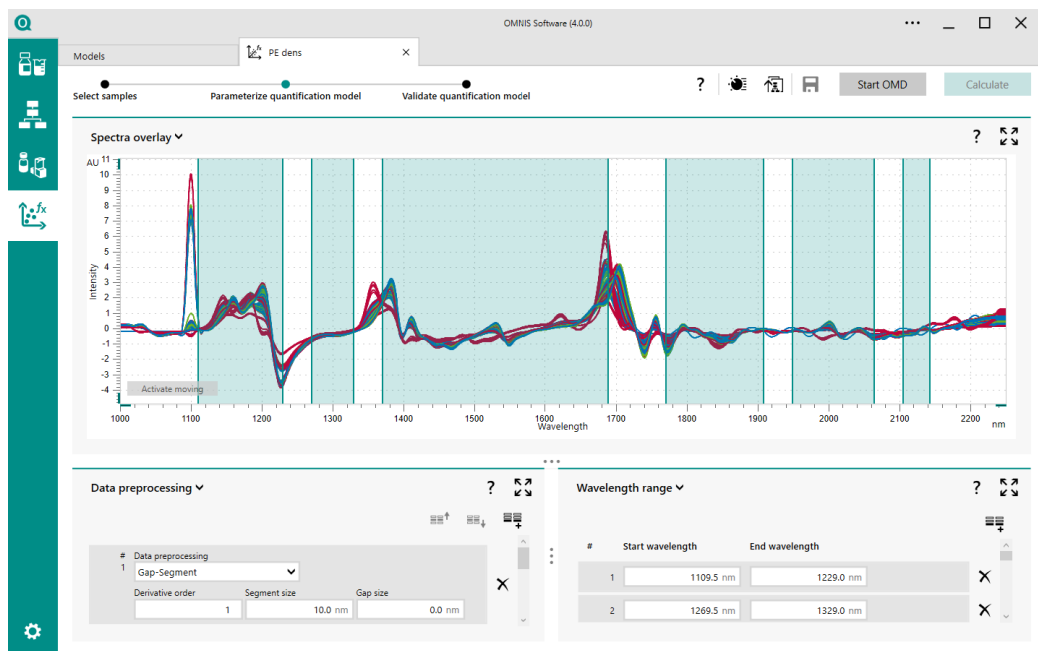 OMNIS Software (4.0.0)
Models
PE dens
Select samples
Parameterize quantification model
Validate quantification model
?
Start OMD
Calculate
Spectra overlay
?
AU
11
10
9
8
7
6
5
4
3
2
1
0
-1
-2
-3
-4
Intensity
Activate moving
1000 1100 1200 1300 1400 1500 1600 1700 1800 1900 2000 2100 2200 nm
Wavelength
Data preprocessing
?
# Data preprocessing
1 Gap-Segment
Derivative order Segment size Gap size
1 10.0 nm 0.0 nm
Wavelength range
?
# Start wavelength End wavelength
1 1109.5 nm 1229.0 nm
2 1269.5 nm 1329.0 nm